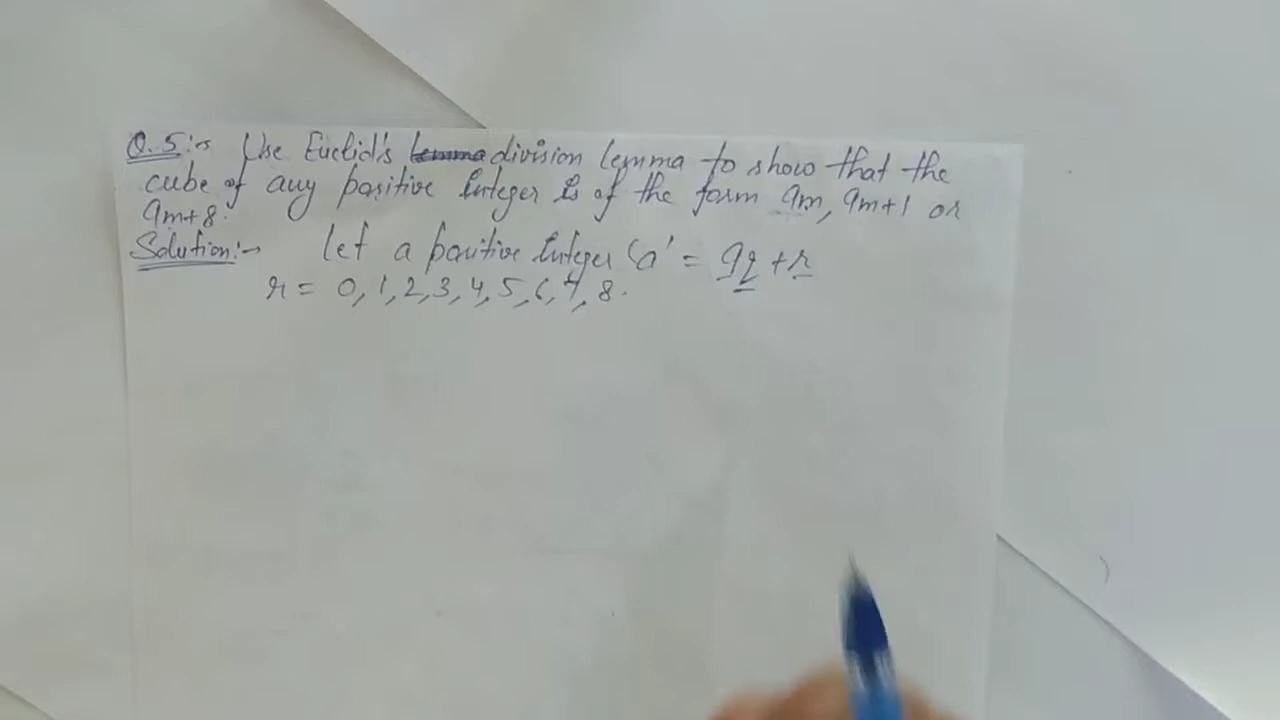 Q.5:- Use Euclid's lemma division lemma to show that the
cube of any positive integer is of the form 9m, 9m+1 or
9m+8.
Solution:- Let a positive integer 'a' = 9q + r
r = 0, 1, 2, 3, 4, 5, 6, 7, 8.